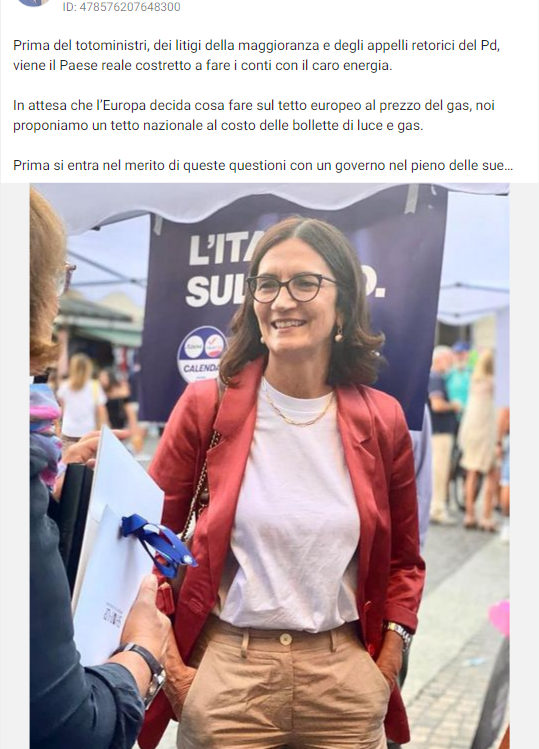 ID: 478576207648300
Prima del totoministri, dei litigi della maggioranza e degli appelli retorici del Pd,
viene il Paese reale costretto a fare i conti con il caro energia.
In attesa che l'Europa decida cosa fare sul tetto europeo al prezzo del gas, noi
proponiamo un tetto nazionale al costo delle bollette di luce e gas.
Prima si entra nel merito di queste questioni con un governo nel pieno delle sue...
L'ITA
SUL
O.
CALENDA